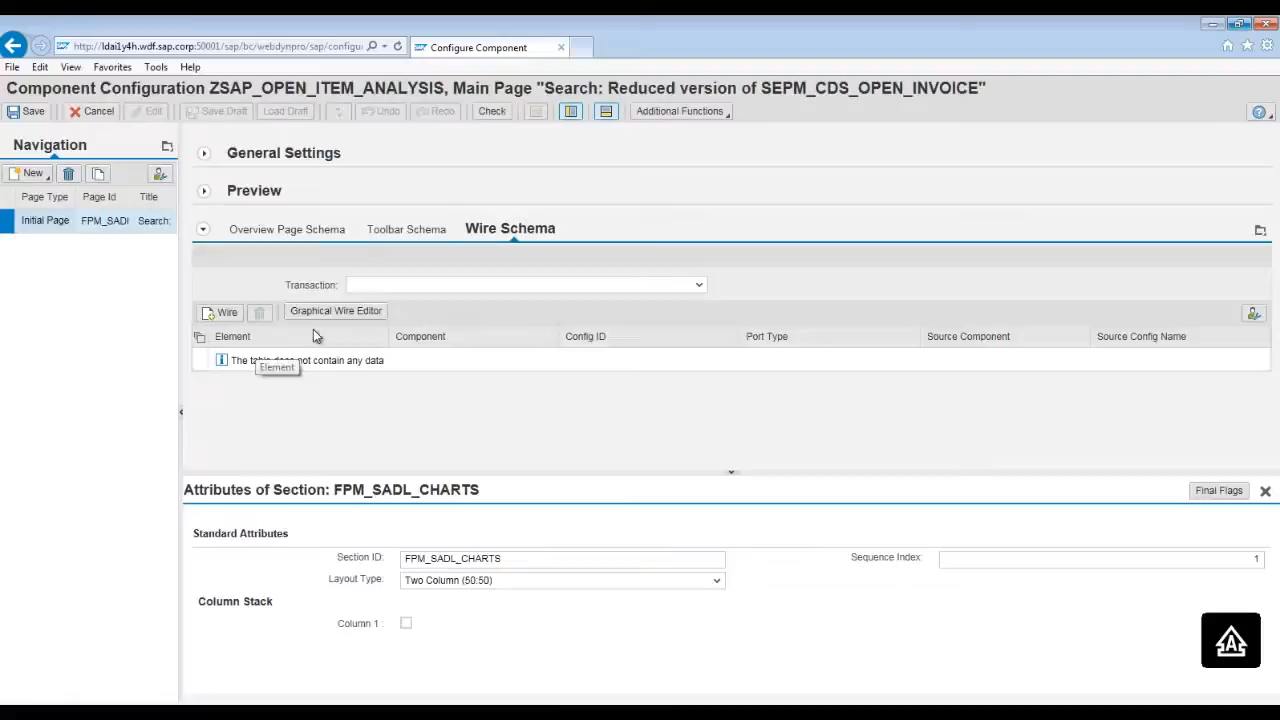 http://ldai1y4h.wdf.sap.corp:50001/sap/bc/webdynpro/sap/configu
Configure Component
File Edit View Favorites Tools Help
Component Configuration ZSAP_OPEN_ITEM_ANALYSIS, Main Page "Search: Reduced version of SEPM_CDS_OPEN_INVOICE"
Save Cancel Edit Save Draft Load Draft Undo Redo Check Additional Functions
Navigation
New
Page Type Page Id Title
Initial Page FPM_SADI Search:
General Settings
Preview
Overview Page Schema Toolbar Schema Wire Schema
Transaction:
Wire Graphical Wire Editor
Element Component Config ID Port Type Source Component Source Config Name
The table does not contain any data
Element
Attributes of Section: FPM_SADL_CHARTS Final Flags
Standard Attributes
Section ID: FPM_SADL_CHARTS Sequence Index: 1
Layout Type: Two Column (50:50)
Column Stack
Column 1 :
A